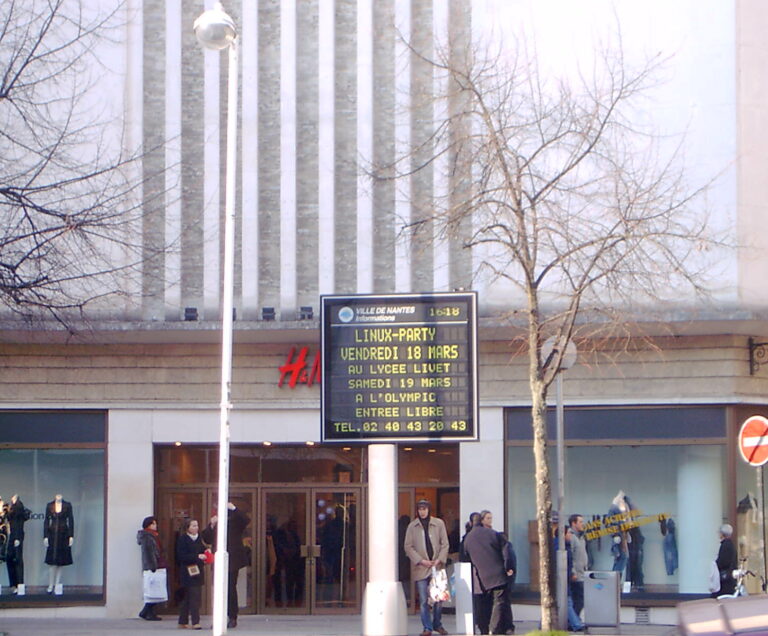 VILLE DE NANTES
Informations
16:18
LINUX-PARTY
VENDREDI 18 MARS
AU LYCEE LIVET
SAMEDI 19 MARS
A L'OLYMPIC
ENTREE LIBRE
TEL.02 40 43 20 43
H&M